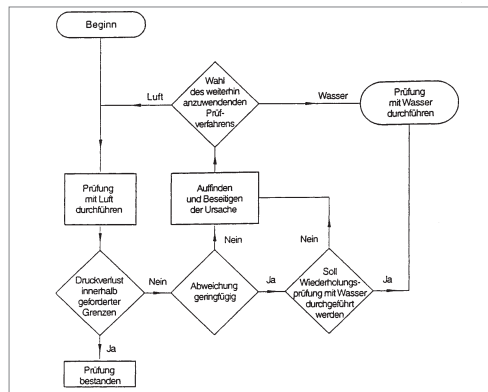 Beginn
Wahl
des weiterhin
anzuwendenden
Prüf-
verfahrens
Luft
Wasser
Prüfung
mit Wasser
durchführen
Prüfung
mit Luft
durchführen
Auffinden
und Beseitigen
der Ursache
Nein
Nein
Druckverlust
innerhalb
geforderter
Grenzen
Nein
Abweichung
geringfügig
Ja
Soll
Wiederholungs-
prüfung mit Wasser
durchgeführt
werden
Ja
Ja
Prüfung
bestanden